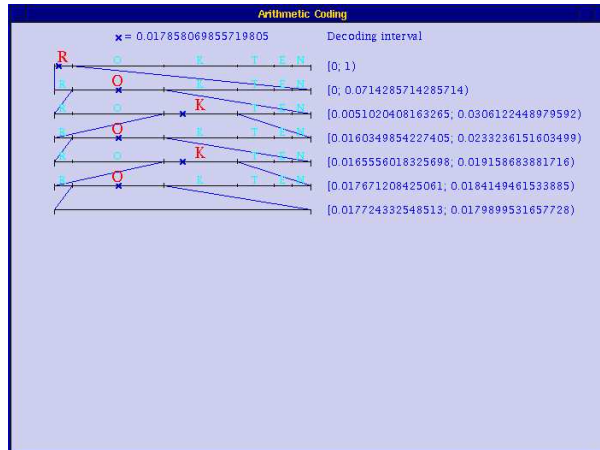 Arithmetic Coding
x = 0.017858069855719805 Decoding interval
R O K T E N [0; 1)
R O K T E N [0; 0.0714285714285714)
R O K T E N [0.0051020408163265; 0.0306122448979592)
R O K T E N [0.0160349854227405; 0.0233236151603499)
R O K T E N [0.0165556018325698; 0.019158683881716)
R O K T E N [0.017671208425061; 0.0184149461533885)
[0.017724332548513; 0.0179899531657728)